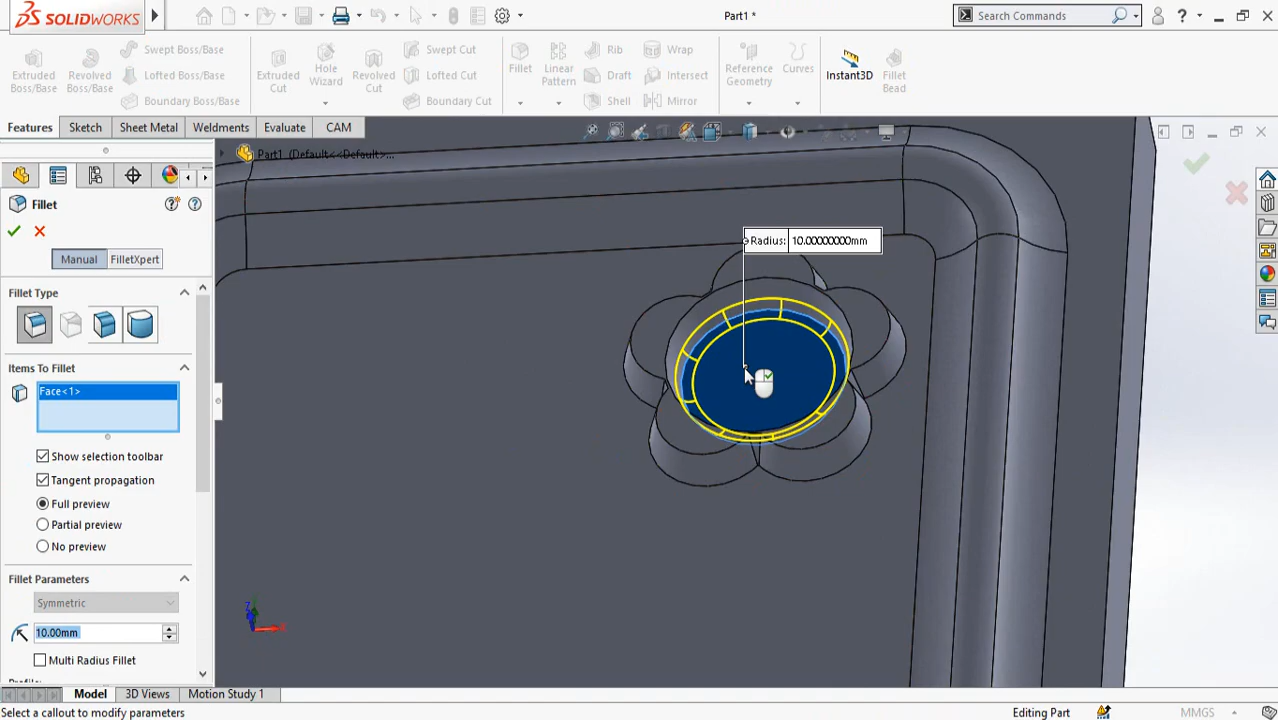 SOLIDWORKS
Part1 *
Search Commands
?
Extruded Boss/Base
Revolved Boss/Base
Swept Boss/Base
Lofted Boss/Base
Boundary Boss/Base
Extruded Cut
Hole Wizard
Revolved Cut
Swept Cut
Lofted Cut
Boundary Cut
Fillet
Linear Pattern
Rib
Draft
Shell
Wrap
Intersect
Mirror
Reference Geometry
Curves
Instant3D
Fillet Bead
Features
Sketch
Sheet Metal
Weldments
Evaluate
CAM
Part1 (Default<<Default>...
Fillet
Manual
FilletXpert
Fillet Type
Items To Fillet
Face<1>
Show selection toolbar
Tangent propagation
Full preview
Partial preview
No preview
Fillet Parameters
Symmetric
10.00mm
Multi Radius Fillet
Radius: 10.00000000mm
Model
3D Views
Motion Study 1
Select a callout to modify parameters
Editing Part
MMGS